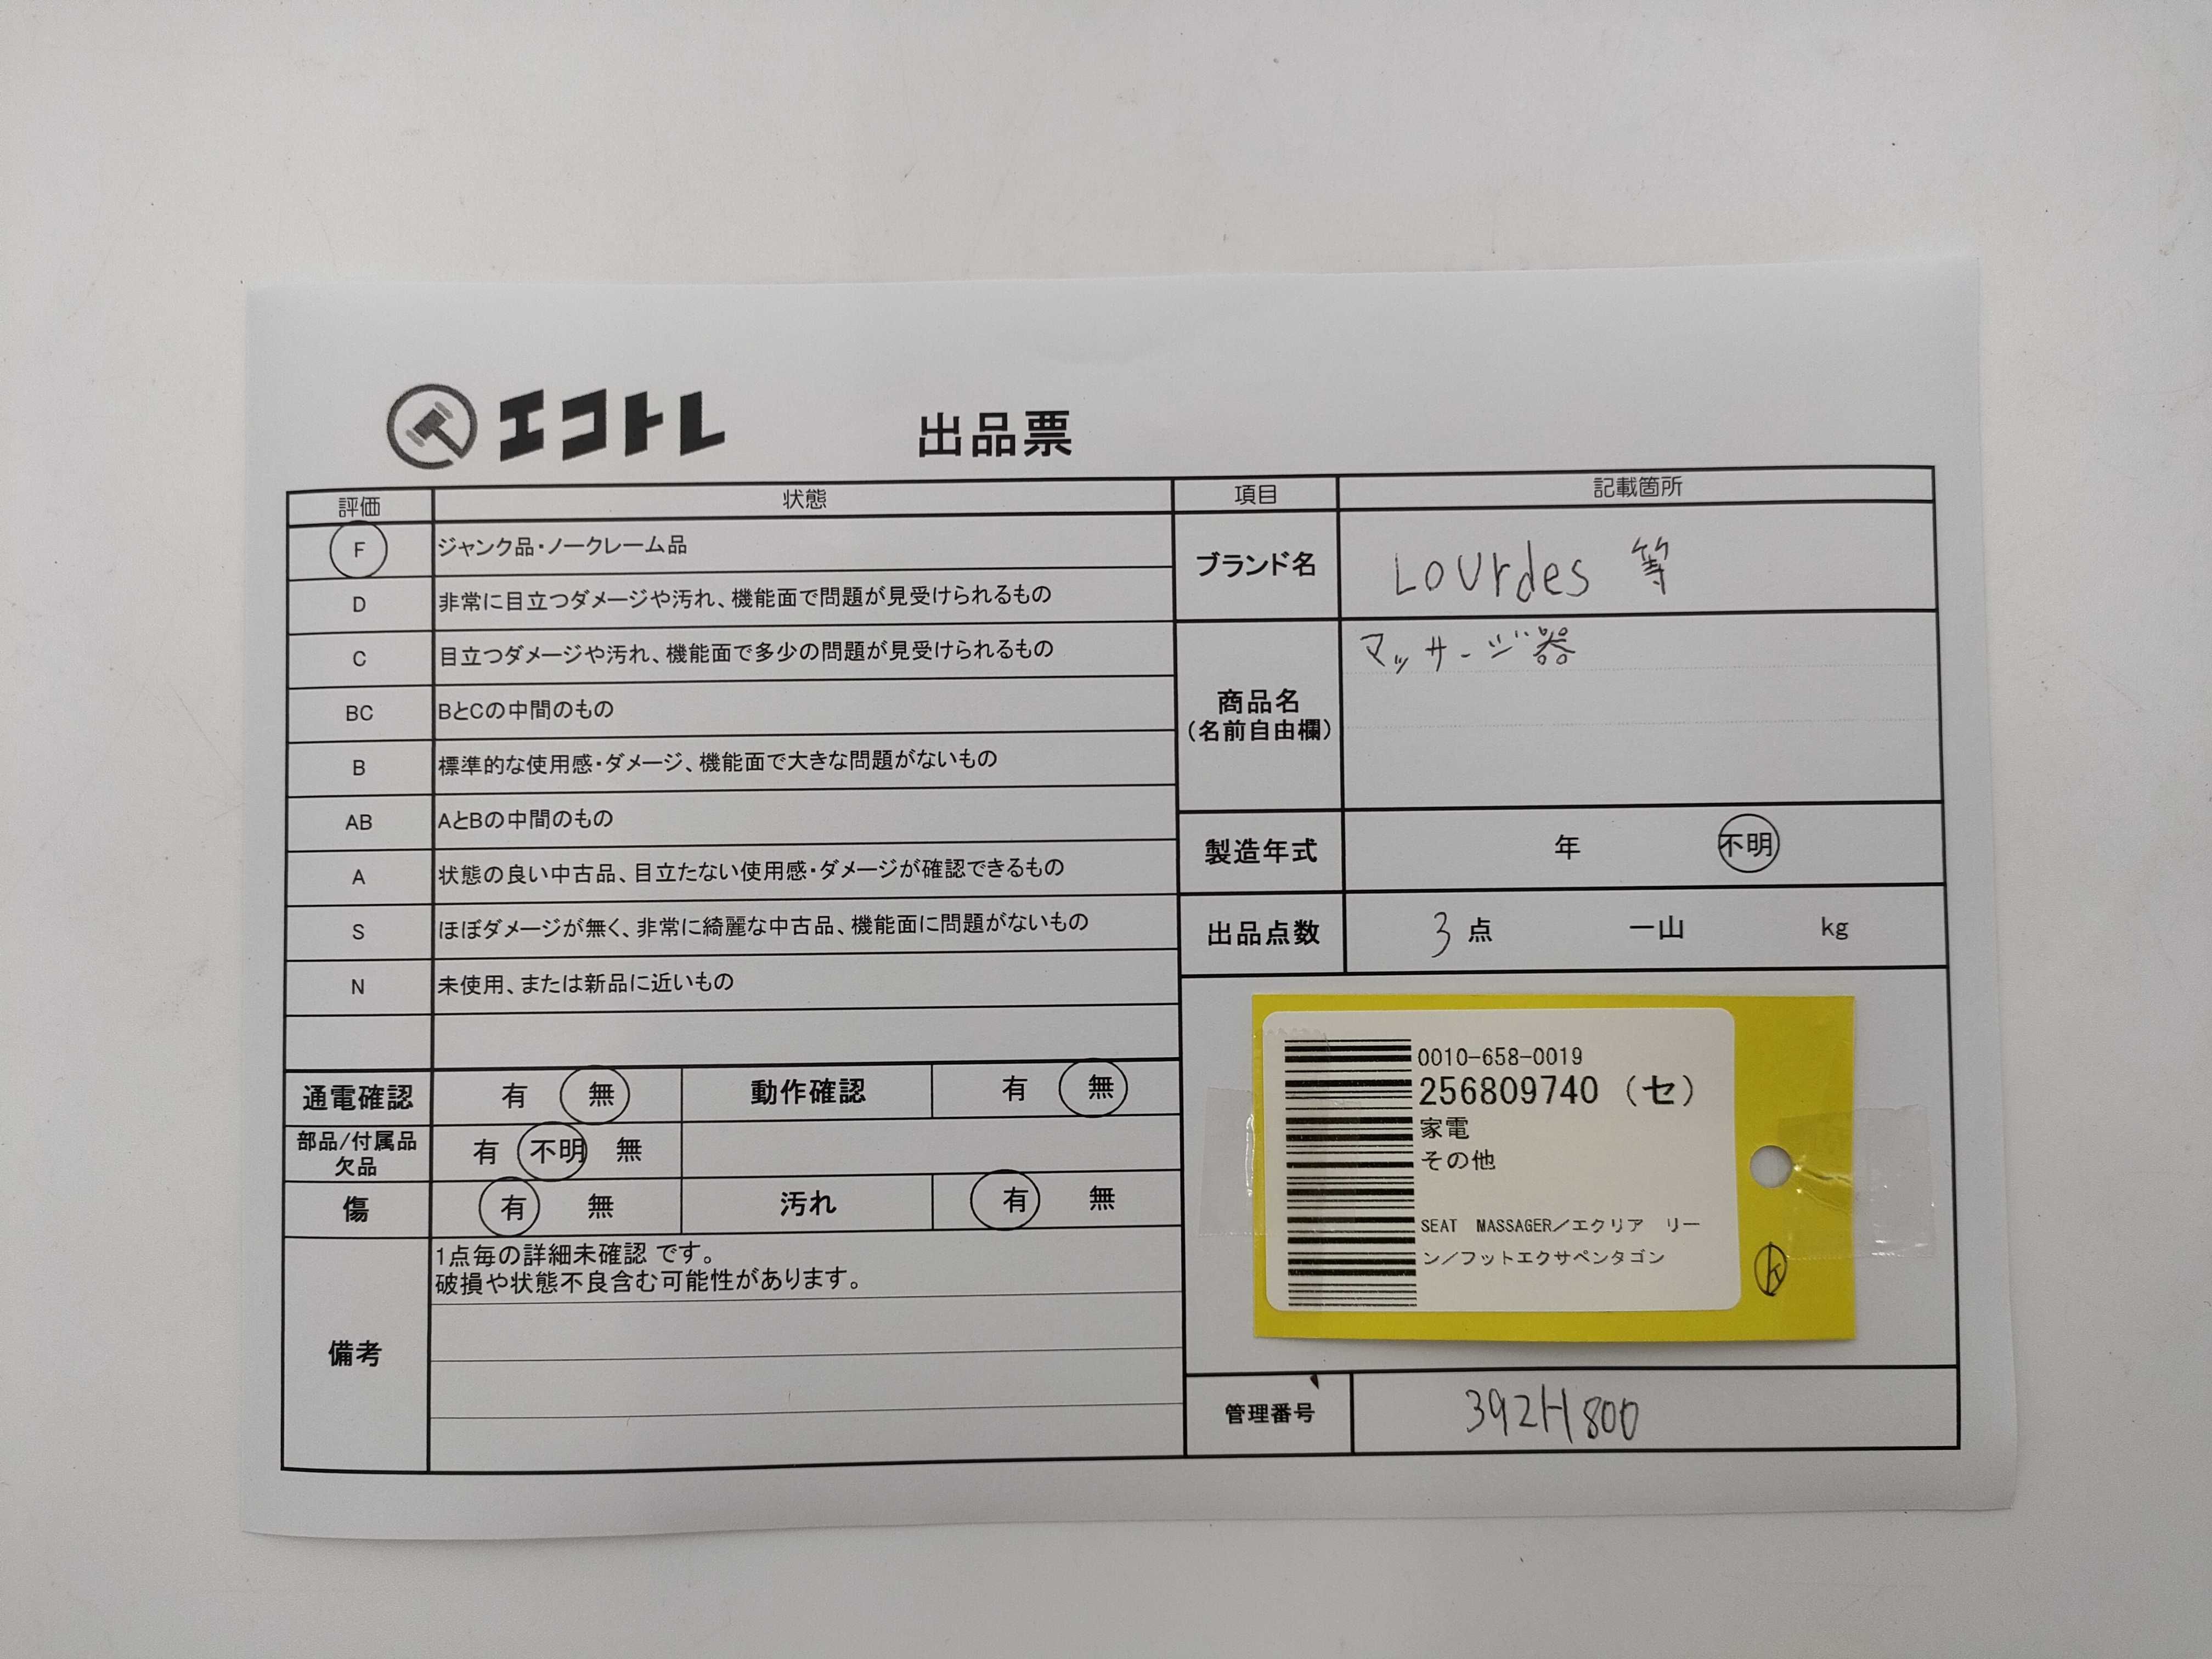 エコトレ
出品票
評価 状態
F ジャンク品・ノークレーム品
D 非常に目立つダメージや汚れ、機能面で問題が見受けられるもの
C 目立つダメージや汚れ、機能面で多少の問題が見受けられるもの
BC BとCの中間のもの
B 標準的な使用感・ダメージ、機能面で大きな問題がないもの
AB AとBの中間のもの
A 状態の良い中古品、目立たない使用感・ダメージが確認できるもの
S ほぼダメージが無く、非常に綺麗な中古品、機能面に問題がないもの
N 未使用、または新品に近いもの
通電確認 有 無 動作確認 有 無
部品/付属品 欠品 有 不明 無
傷 有 無 汚れ 有 無
備考
1点毎の詳細未確認 です。
破損や状態不良含む可能性があります。
項目 記載箇所
ブランド名 Lourdes 等
商品名 マッサージ器
(名前自由欄)
製造年式 年 不明
出品点数 3 点 一山 kg
0010-658-0019
256809740 (セ)
家電
その他
SEAT MASSAGER/エクリア リー
ン/フットエクサペンタゴン
k
管理番号 392H800